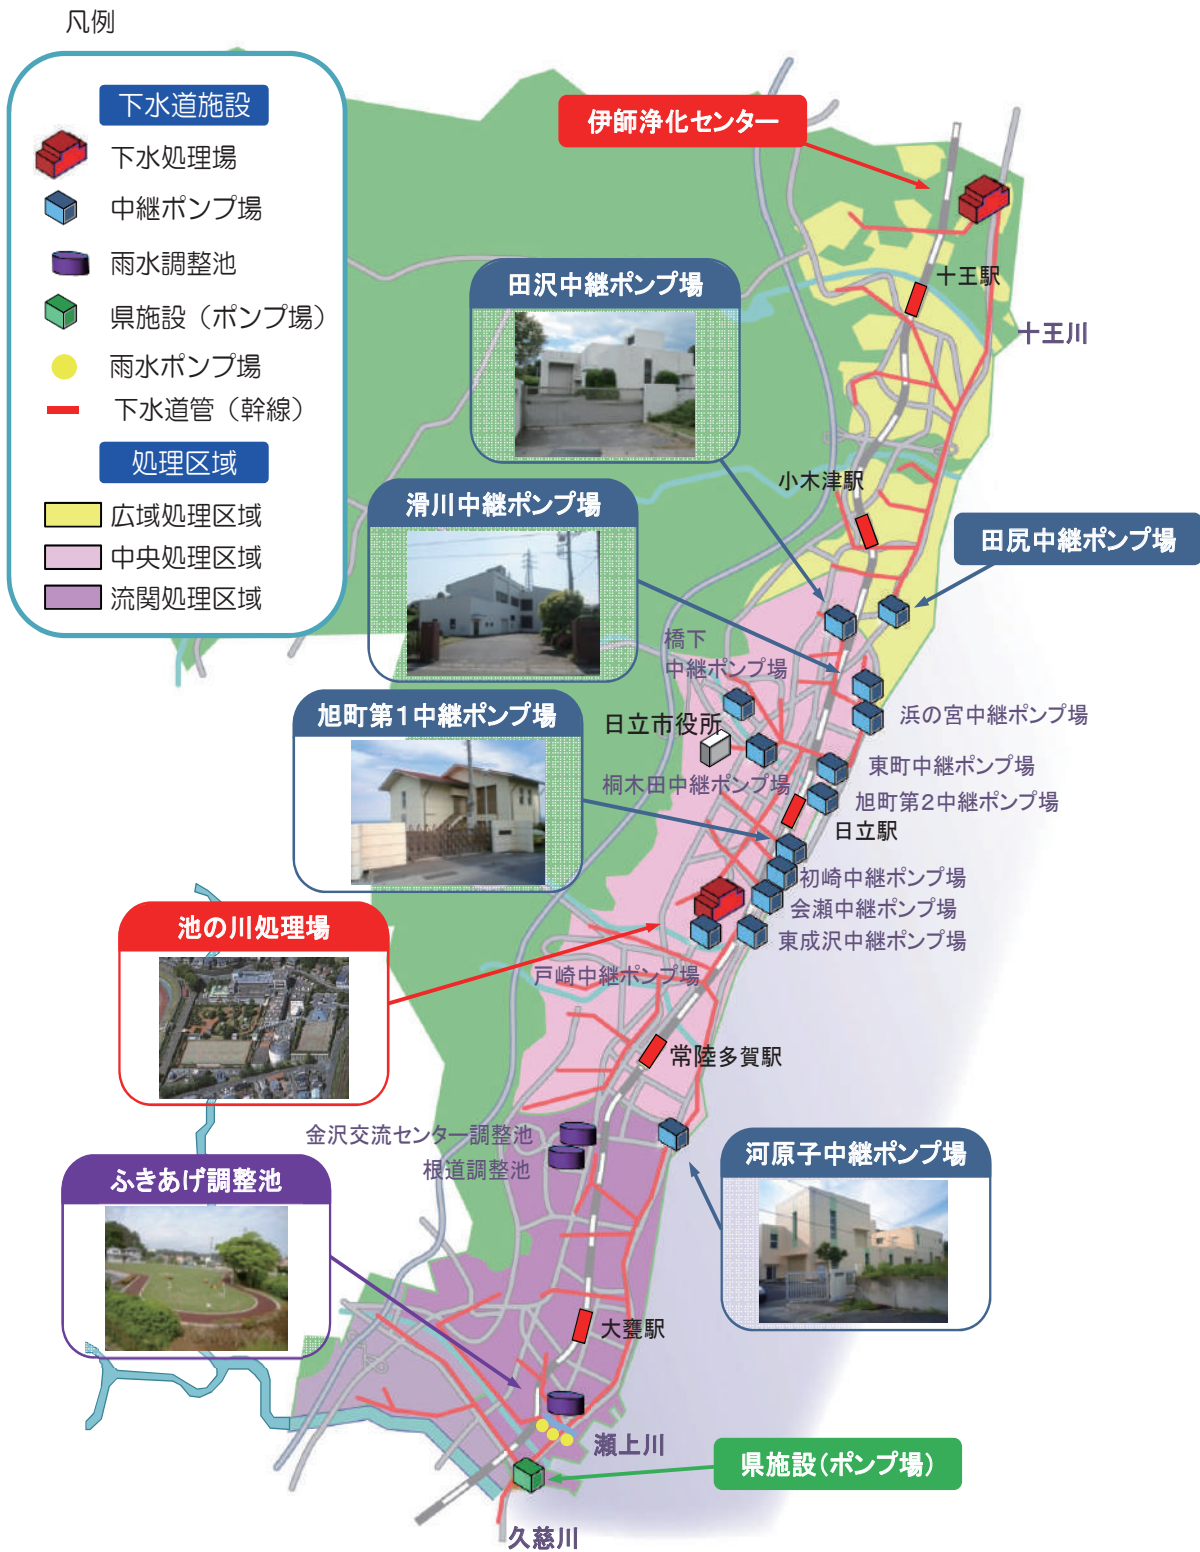 凡例
下水道施設
下水処理場
中継ポンプ場
雨水調整池
県施設（ポンプ場）
雨水ポンプ場
下水道管（幹線）
処理区域
広域処理区域
中央処理区域
流関処理区域
伊師浄化センター
十王駅
十王川
田沢中継ポンプ場
小木津駅
滑川中継ポンプ場
田尻中継ポンプ場
橋下
中継ポンプ場
旭町第1中継ポンプ場
日立市役所
浜の宮中継ポンプ場
東町中継ポンプ場
桐木田中継ポンプ場
旭町第2中継ポンプ場
日立駅
初崎中継ポンプ場
会瀬中継ポンプ場
池の川処理場
東成沢中継ポンプ場
戸崎中継ポンプ場
常陸多賀駅
金沢交流センター調整池
根道調整池
河原子中継ポンプ場
ふきあげ調整池
大甕駅
瀬上川
県施設（ポンプ場）
久慈川